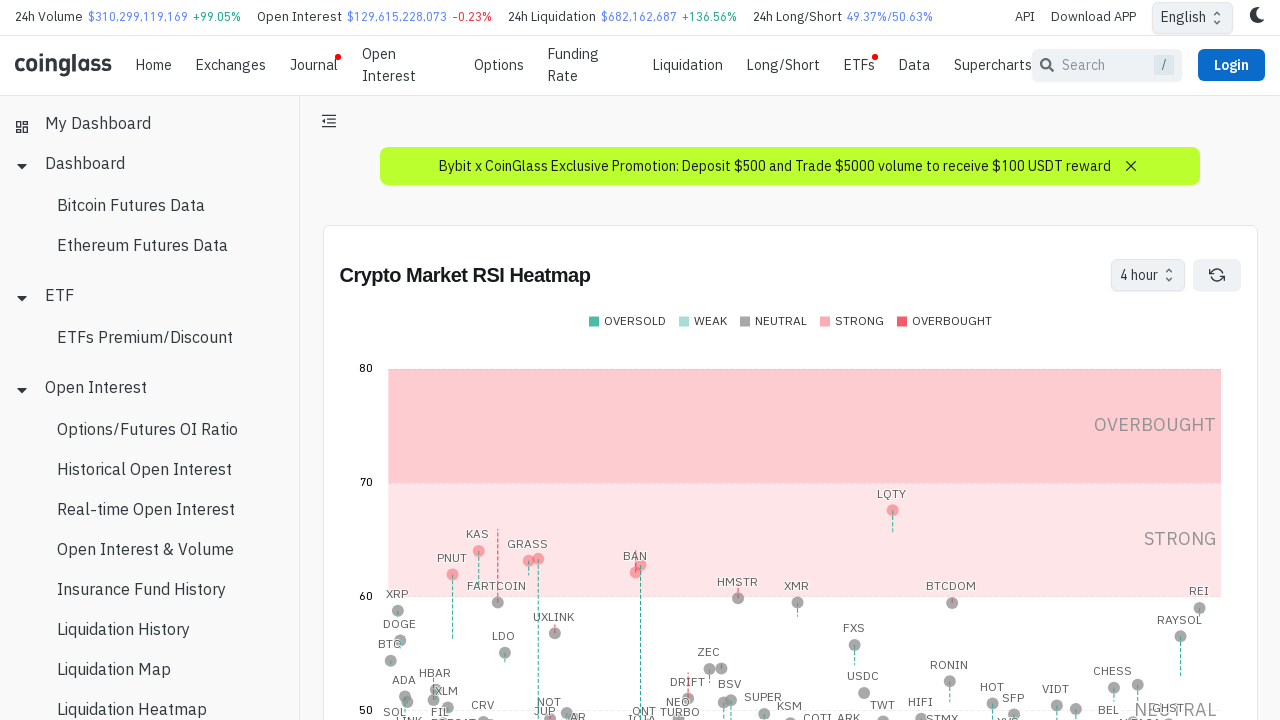 24h Volume $310,299,119,169 +99.05% Open Interest $129,615,228,073 -0.23% 24h Liquidation $682,162,687 +136.56% 24h Long/Short 49.37%/50.63% API Download APP English
coinglass Home Exchanges Journal Open Interest Options Funding Rate Liquidation Long/Short ETFs Data Supercharts Search / Login
My Dashboard
Dashboard
Bitcoin Futures Data
Ethereum Futures Data
ETF
ETFs Premium/Discount
Open Interest
Options/Futures OI Ratio
Historical Open Interest
Real-time Open Interest
Open Interest & Volume
Insurance Fund History
Liquidation History
Liquidation Map
Liquidation Heatmap
Bybit x CoinGlass Exclusive Promotion: Deposit $500 and Trade $5000 volume to receive $100 USDT reward
Crypto Market RSI Heatmap
4 hour
OVERSOLD WEAK NEUTRAL STRONG OVERBOUGHT
80
OVERBOUGHT
70
LQTY
KAS
STRONG
GRASS
PNUT
BAN
FARTCOIN
HMSTR
XMR
BTCDOM
REI
XRP
60
UXLINK
RAYSOL
DOGE
FXS
LDO
BTC
ZEC
RONIN
CHESS
HBAR
USDC
ADA
DRIFT
BSV
HOT
VIDT
XLM
SUPER
SFP
NOT
NEO
HIFI
CRV
TWT
50
SOL
FIL
JUP
ONT
TURBO
KSM
BEL
GHST
NEUTRAL
LINK
AR
COTI
ARK
STMX